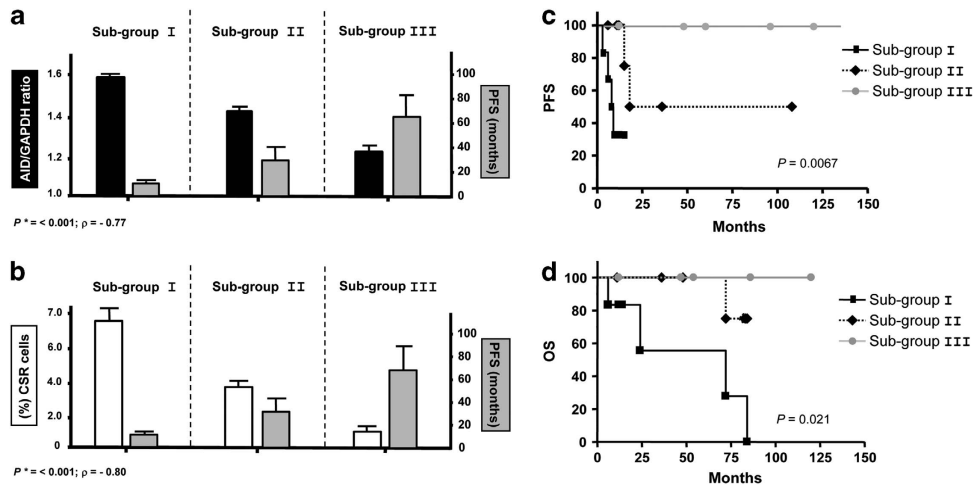 a
Sub-group I
Sub-group II
Sub-group III
AID/GAPDH ratio
1.6
1.4
1.2
1.0
100
80
60
40
20
0
PFS (months)
P * = < 0.001; ρ = - 0.77
b
Sub-group I
Sub-group II
Sub-group III
(%) CSR cells
7.0
6.0
4.0
2.0
0
100
80
60
40
20
0
PFS (months)
P * = < 0.001; ρ = - 0.80
c
PFS
100
80
60
40
20
0
0
25
50
75
100
125
150
Months
P = 0.0067
Sub-group I
Sub-group II
Sub-group III
d
OS
100
80
60
40
20
0
0
25
50
75
100
125
150
Months
P = 0.021
Sub-group I
Sub-group II
Sub-group III